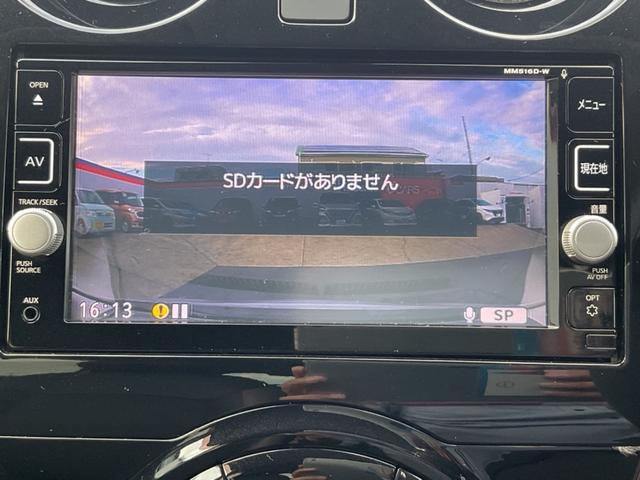 MM516D-W
OPEN
メニュー
AV
現在地
SDカードがありません
TRACK/SEEK
音量
PUSH
SOURCE
PUSH
AV OFF
AUX
16:13
SP
OPT